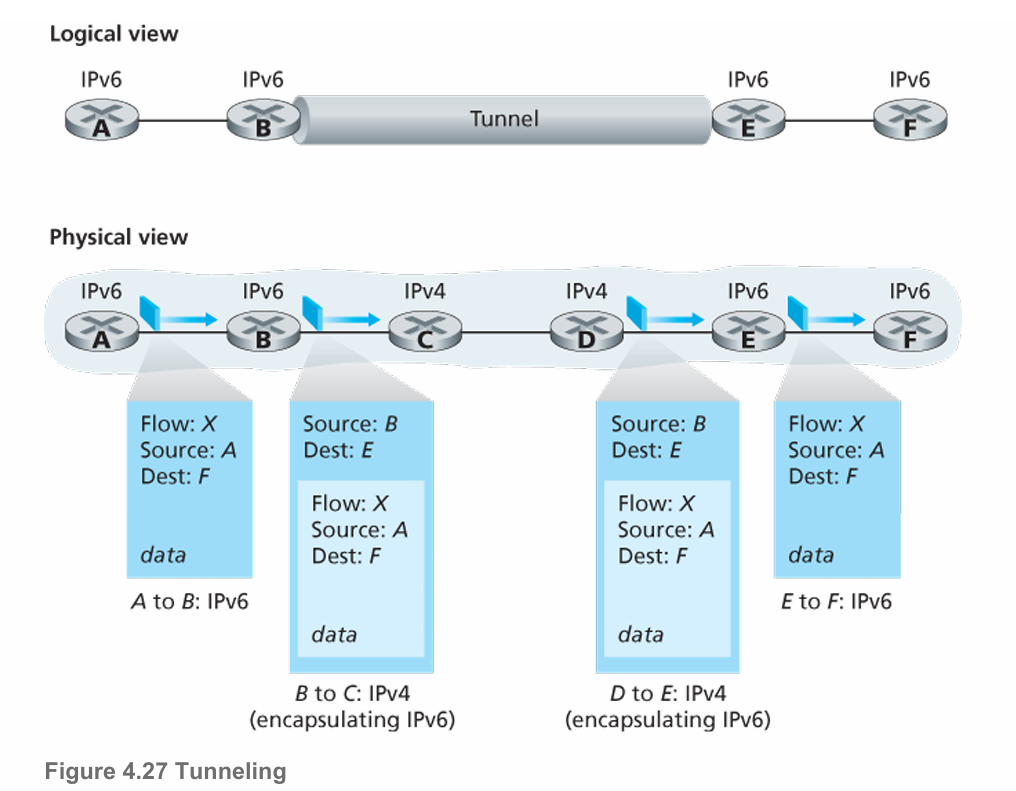 Logical view
IPv6 IPv6 IPv6 IPv6
A B Tunnel E F
Physical view
IPv6 IPv6 IPv4 IPv4 IPv6 IPv6
A B C D E F
Flow: X
Source: A
Dest: F
data
A to B: IPv6
Source: B
Dest: E
Flow: X
Source: A
Dest: F
data
B to C: IPv4
(encapsulating IPv6)
Source: B
Dest: E
Flow: X
Source: A
Dest: F
data
D to E: IPv4
(encapsulating IPv6)
Flow: X
Source: A
Dest: F
data
E to F: IPv6
Figure 4.27 Tunneling